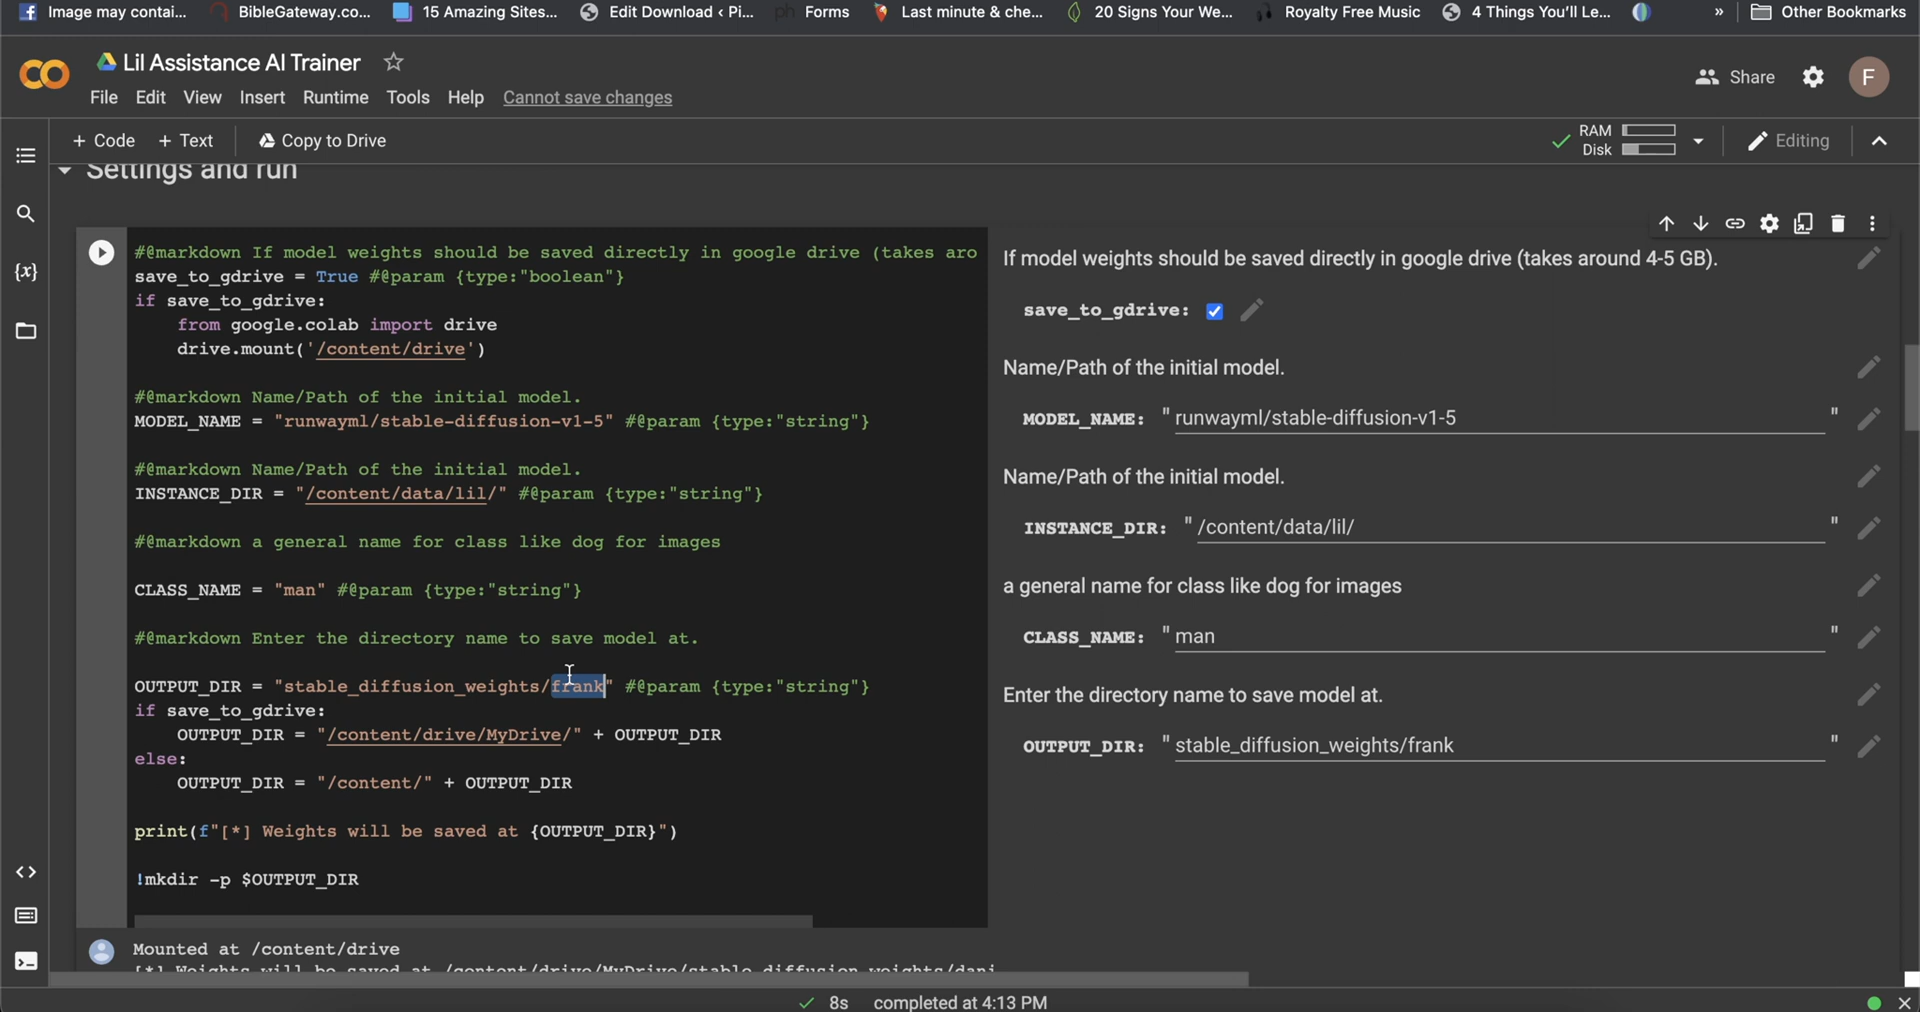 Image may contai...
BibleGateway.co...
15 Amazing Sites...
Edit Download ‹ Pi...
ph Forms
Last minute & che...
20 Signs Your We...
Royalty Free Music
4 Things You'll Le...
»
Other Bookmarks
Lil Assistance AI Trainer
Share
F
File Edit View Insert Runtime Tools Help Cannot save changes
+ Code + Text Copy to Drive
RAM
Disk
Editing
Settings and run
{x}
#@markdown If model weights should be saved directly in google drive (takes aro
save_to_gdrive = True #@param {type:"boolean"}
if save_to_gdrive:
from google.colab import drive
drive.mount('/content/drive')
#@markdown Name/Path of the initial model.
MODEL_NAME = "runwayml/stable-diffusion-v1-5" #@param {type:"string"}
#@markdown Name/Path of the initial model.
INSTANCE_DIR = "/content/data/lil/" #@param {type:"string"}
#@markdown a general name for class like dog for images
CLASS_NAME = "man" #@param {type:"string"}
#@markdown Enter the directory name to save model at.
OUTPUT_DIR = "stable_diffusion_weights/frank" #@param {type:"string"}
if save_to_gdrive:
OUTPUT_DIR = "/content/drive/MyDrive/" + OUTPUT_DIR
else:
OUTPUT_DIR = "/content/" + OUTPUT_DIR
print(f"[*] Weights will be saved at {OUTPUT_DIR}")
!mkdir -p $OUTPUT_DIR
If model weights should be saved directly in google drive (takes around 4-5 GB).
save_to_gdrive:
Name/Path of the initial model.
MODEL_NAME: "runwayml/stable-diffusion-v1-5"
Name/Path of the initial model.
INSTANCE_DIR: "/content/data/lil/"
a general name for class like dog for images
CLASS_NAME: "man"
Enter the directory name to save model at.
OUTPUT_DIR: "stable_diffusion_weights/frank"
Mounted at /content/drive
[*] Weights will be saved at /content/drive/MyDrive/stable_diffusion_weights/dani
8s completed at 4:13 PM